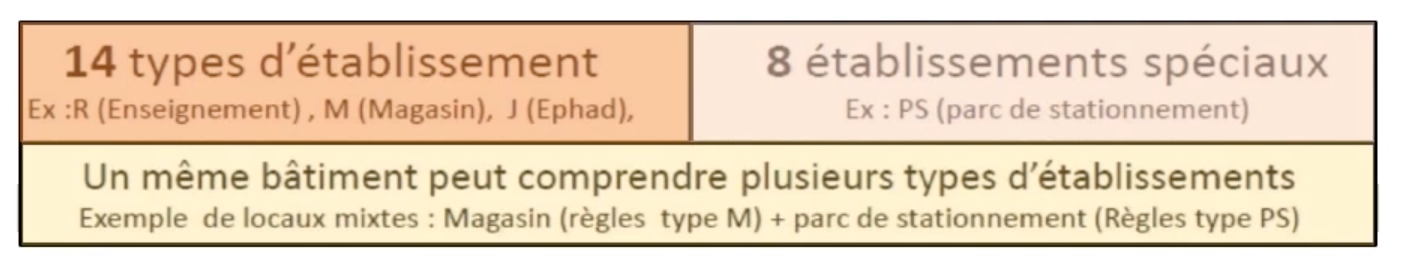 14 types d'établissement
Ex :R (Enseignement) , M (Magasin), J (Ephad),
8 établissements spéciaux
Ex : PS (parc de stationnement)
Un même bâtiment peut comprendre plusieurs types d'établissements
Exemple de locaux mixtes : Magasin (règles type M) + parc de stationnement (Règles type PS)